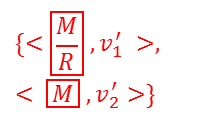 {< M/R , v′₁ >,
< M , v′₂ >}